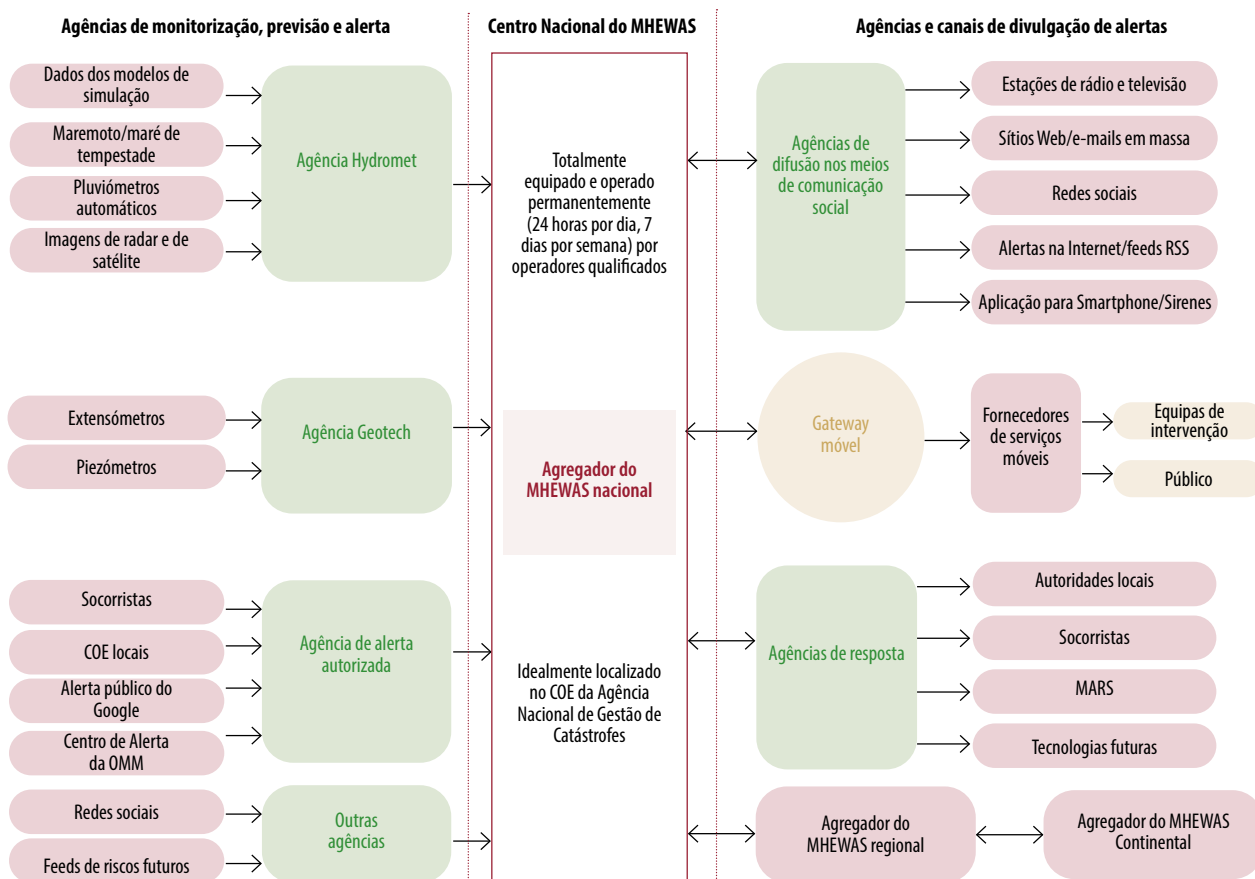 Agências de monitorização, previsão e alerta
Dados dos modelos de
simulação
Maremoto/maré de
tempestade
Pluviómetros
automáticos
Imagens de radar e de
satélite
Agência Hydromet
Extensómetros
Piezómetros
Agência Geotech
Socorristas
COE locais
Alerta público do
Google
Centro de Alerta
da OMM
Agência de alerta
autorizada
Redes sociais
Feeds de riscos futuros
Outras
agências
Centro Nacional do MHEWAS
Totalmente
equipado e operado
permanentemente
(24 horas por dia, 7
dias por semana) por
operadores qualificados
Agregador do
MHEWAS nacional
Idealmente localizado
no COE da Agência
Nacional de Gestão de
Catástrofes
Agências e canais de divulgação de alertas
Agências de
difusão nos meios
de comunicação
social
Estações de rádio e televisão
Sítios Web/e-mails em massa
Redes sociais
Alertas na Internet/feeds RSS
Aplicação para Smartphone/Sirenes
Gateway
móvel
Fornecedores
de serviços
móveis
Equipas de
intervenção
Público
Agências de resposta
Autoridades locais
Socorristas
MARS
Tecnologias futuras
Agregador do
MHEWAS regional
Agregador do MHEWAS
Continental